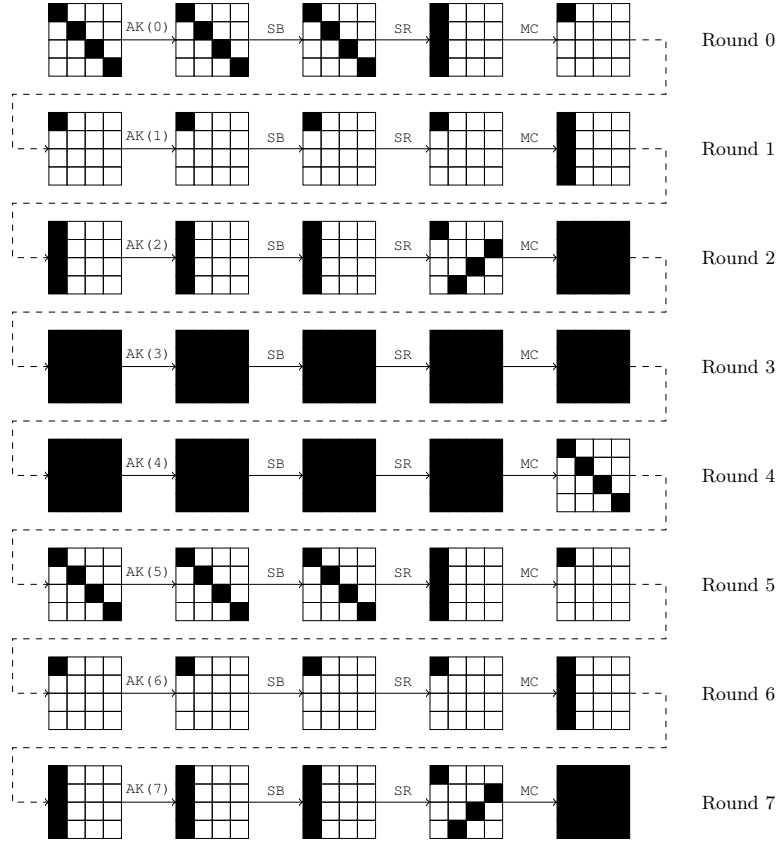 AK(0) SB SR MC Round 0
AK(1) SB SR MC Round 1
AK(2) SB SR MC Round 2
AK(3) SB SR MC Round 3
AK(4) SB SR MC Round 4
AK(5) SB SR MC Round 5
AK(6) SB SR MC Round 6
AK(7) SB SR MC Round 7